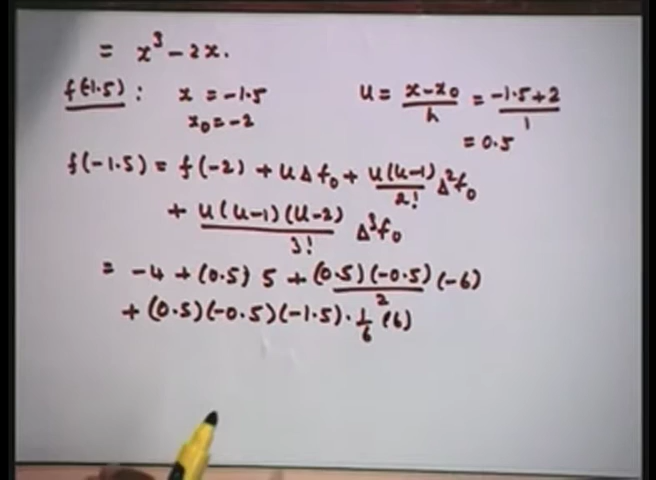 = x³ - 2x.
f(-1.5) : x = -1.5 u = x-x₀/h = -1.5+2/1
x₀ = -2 = 0.5
f(-1.5) = f(-2) + uΔf₀ + u(u-1)/2! Δ²f₀
+ u(u-1)(u-2)/3! Δ³f₀
= -4 + (0.5) 5 + (0.5)(-0.5)/2 (-6)
+ (0.5)(-0.5)(-1.5) · 1/6 (6)